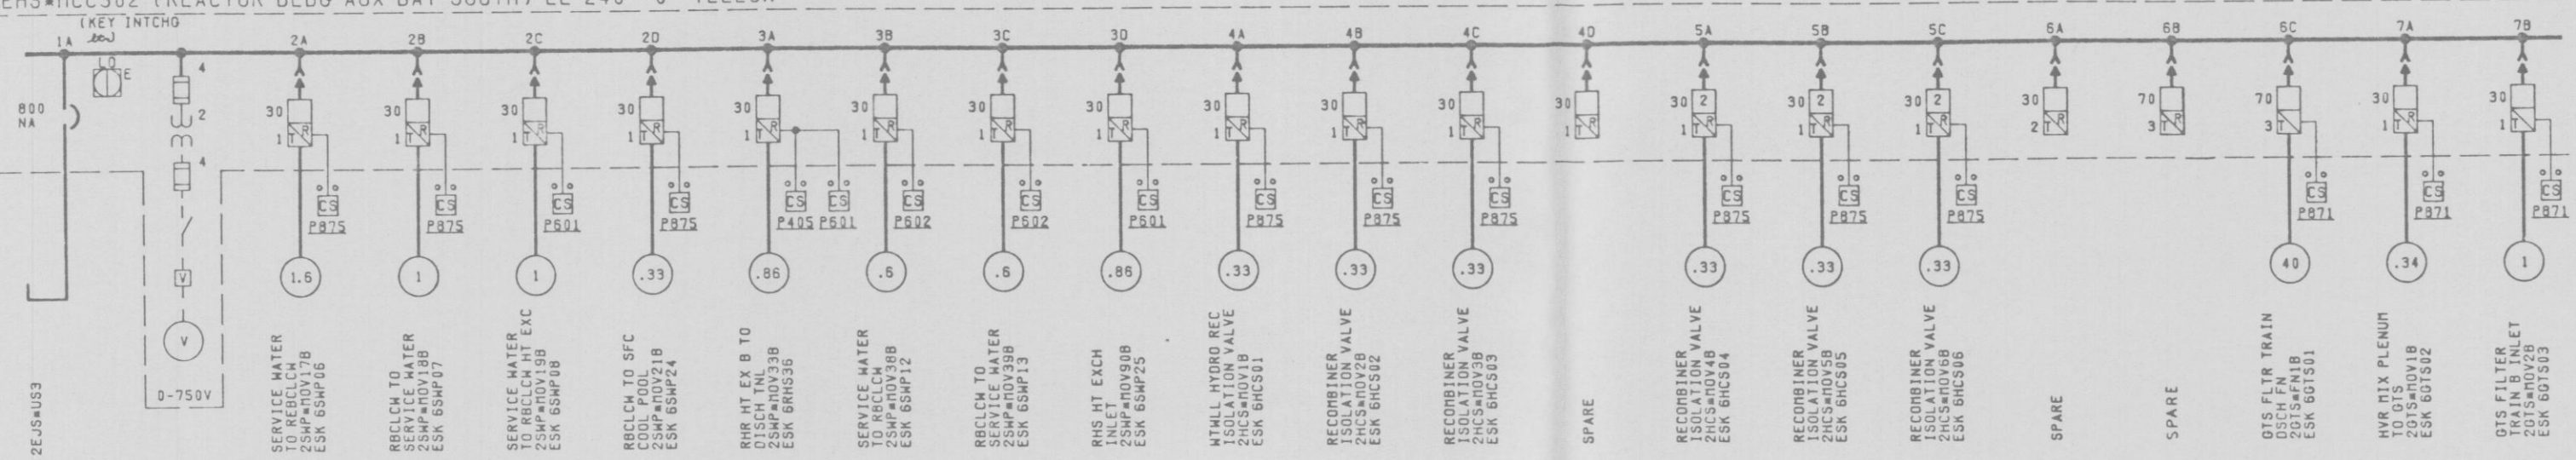 (KEY INTCHG
1A
2A
2B
2C
2D
3A
3B
3C
3D
4A
4B
4C
4D
5A
5B
5C
6A
6B
6C
7A
7B
LO
E
4
2
4
800
NA
30
1
T
R
30
1
T
R
30
1
T
R
30
1
T
R
30
1
T
R
30
1
T
R
30
1
T
R
30
1
T
R
30
1
T
R
30
1
T
R
30
1
T
R
30
1
T
R
30
2
1
T
R
30
2
1
T
R
30
2
1
T
R
30
2
T
R
70
3
T
R
70
3
T
R
30
1
T
R
30
1
T
R
CS
P875
CS
P875
CS
P601
CS
P875
CS
P405
CS
P601
CS
P602
CS
P602
CS
P601
CS
P875
CS
P875
CS
P875
CS
P875
CS
P875
CS
P875
CS
P871
CS
P871
CS
P871
V
V
0-750V
1.6
1
1
.33
.86
.6
.6
.86
.33
.33
.33
.33
.33
.33
40
.34
1
2EJS*US3
SERVICE WATER
TO REBCLCW
2SWP*MOV17B
ESK 6SWP06
RBCLCW TO
SERVICE WATER
2SWP*MOV18B
ESK 6SWP07
SERVICE WATER
TO RBCLCW HT EXC
2SWP*MOV19B
ESK 6SWP08
RBCLCW TO SFC
COOL POOL
2SWP*MOV21B
ESK 6SWP24
RHR HT EX B TO
DISCH TNL
2SWP*MOV33B
ESK 6RHS36
SERVICE WATER
TO RBCLCW
2SWP*MOV38B
ESK 6SWP12
RBCLCW TO
SERVICE WATER
2SWP*MOV39B
ESK 6SWP13
RHS HT EXCH
INLET
2SWP*MOV90B
ESK 6SWP25
WTWLL HYDRO REC
ISOLATION VALVE
2HCS*MOV1B
ESK 6HCS01
RECOMBINER
ISOLATION VALVE
2HCS*MOV2B
ESK 6HCS02
RECOMBINER
ISOLATION VALVE
2HCS*MOV3B
ESK 6HCS03
SPARE
RECOMBINER
ISOLATION VALVE
2HCS*MOV4B
ESK 6HCS04
RECOMBINER
ISOLATION VALVE
2HCS*MOV5B
ESK 6HCS05
RECOMBINER
ISOLATION VALVE
2HCS*MOV6B
ESK 6HCS06
SPARE
SPARE
GTS FLTR TRAIN
DSCH FN
2GTS*FN1B
ESK 6GTS01
HVR MIX PLENUM
TO GTS
2GTS*MOV1B
ESK 6GTS02
GTS FILTER
TRAIN B INLET
2GTS*MOV2B
ESK 6GTS03